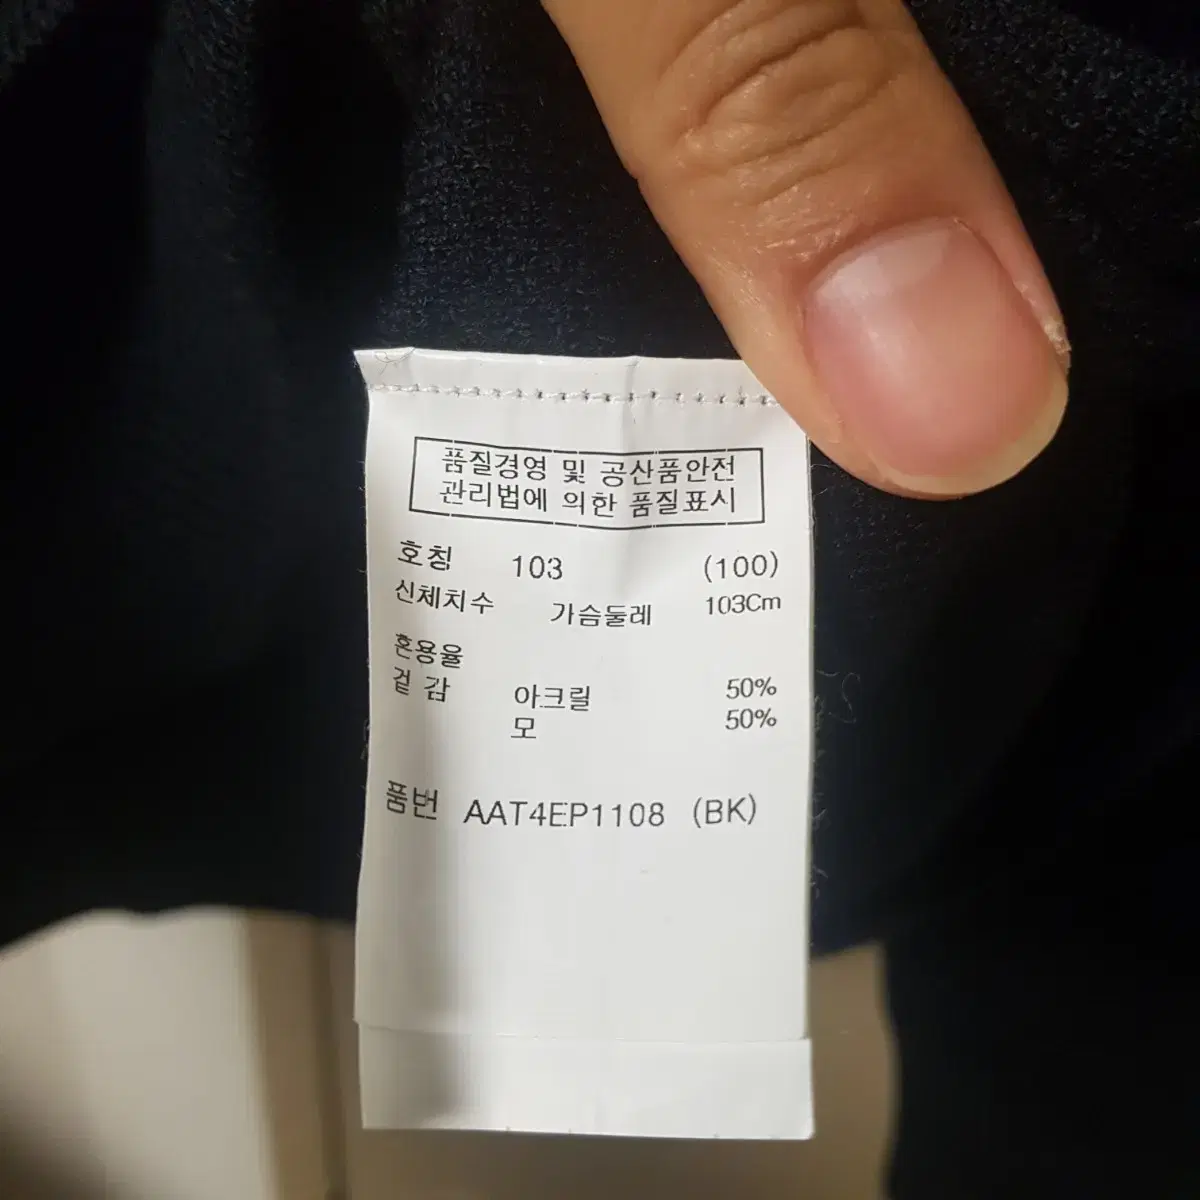 품질경영 및 공산품안전
관리법에 의한 품질표시
호칭 103 (100)
신체치수 가슴둘레 103Cm
혼용율
겉감 아크릴 50%
모 50%
품번 AAT4EP1108 (BK)